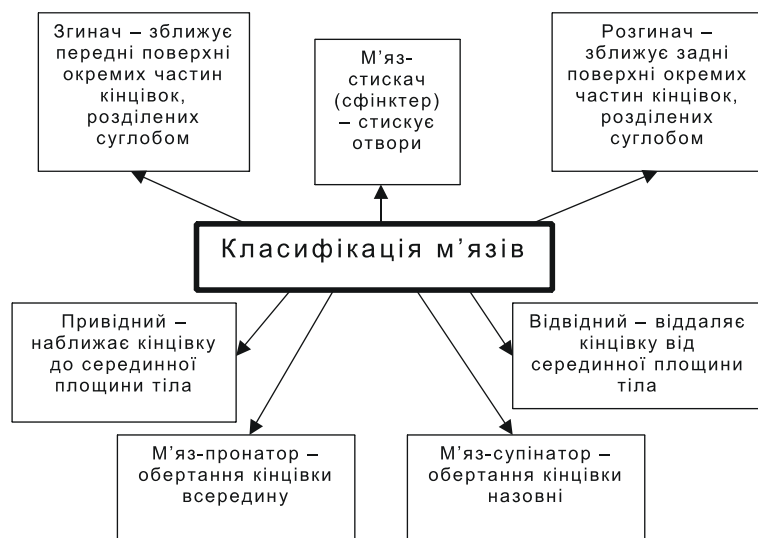 Згинач – зближує
передні поверхні
окремих частин
кінцівок,
розділених
суглобом
М’яз-
стискач
(сфінктер)
– стискує
отвори
Розгинач –
зближує задні
поверхні окремих
частин кінцівок,
розділених
суглобом
Класифікація м’язів
Привідний –
наближає кінцівку
до серединної
площини тіла
Відвідний – віддаляє
кінцівку від
серединної площини
тіла
М’яз-пронатор –
обертання кінцівки
всередину
М’яз-супінатор –
обертання кінцівки
назовні